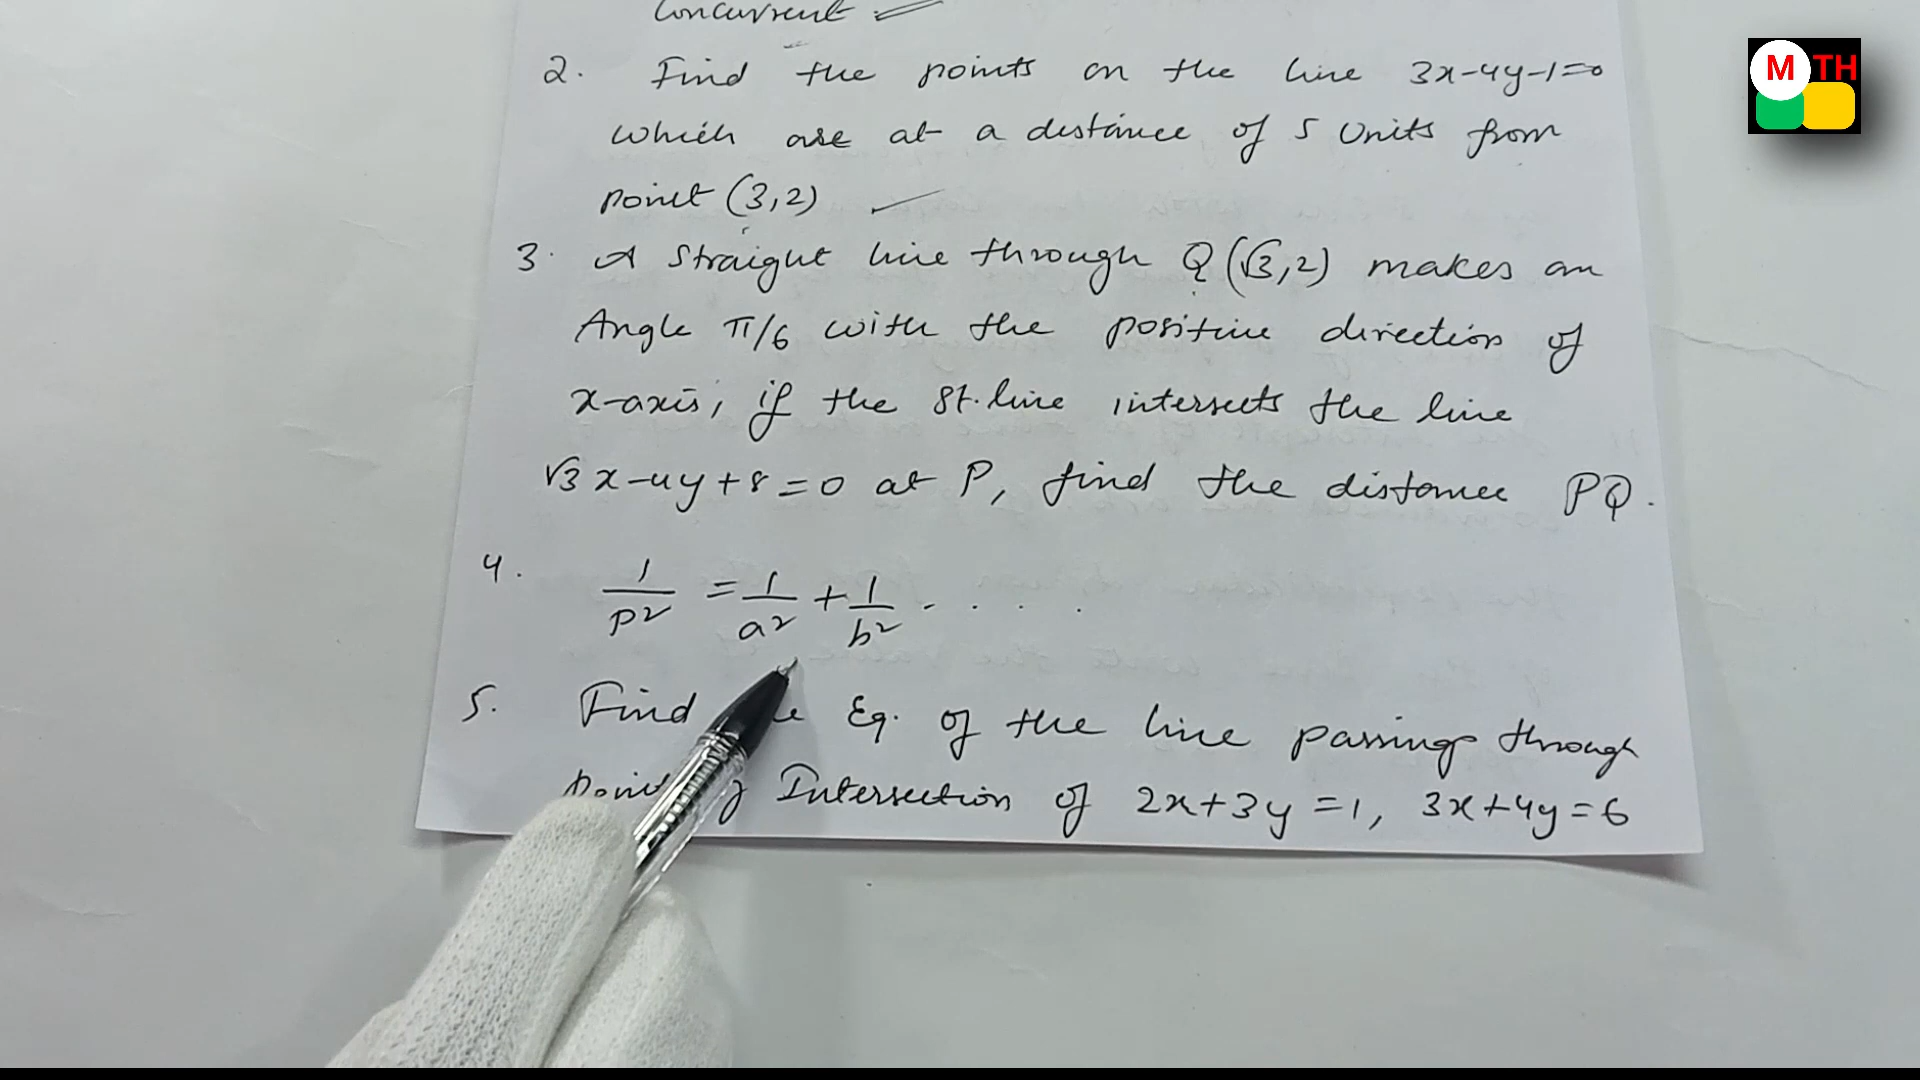 Concurrent
M TH
2. Find the points on the line 3x-4y-1=0
which are at a distance of 5 units from
point (3,2)
3. A straight line through Q(√3,2) makes an
Angle π/6 with the positive direction of
x-axis, if the st. line intersects the line
√3x-4y+8=0 at P, find the distance PQ.
4. 1/p² = 1/a² + 1/b² . . . .
5. Find Eq. of the line passing through
point Intersection of 2x+3y=1, 3x+4y=6